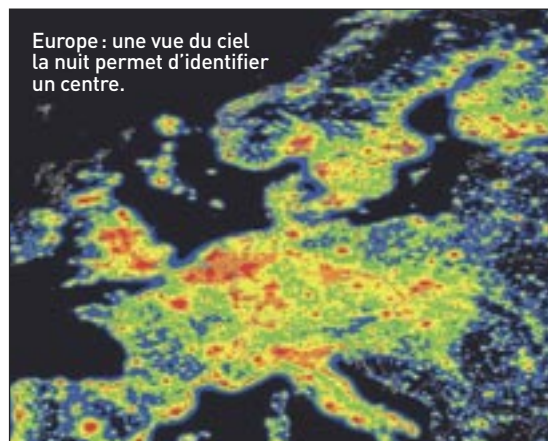 Europe : une vue du ciel
la nuit permet d’identifier
un centre.